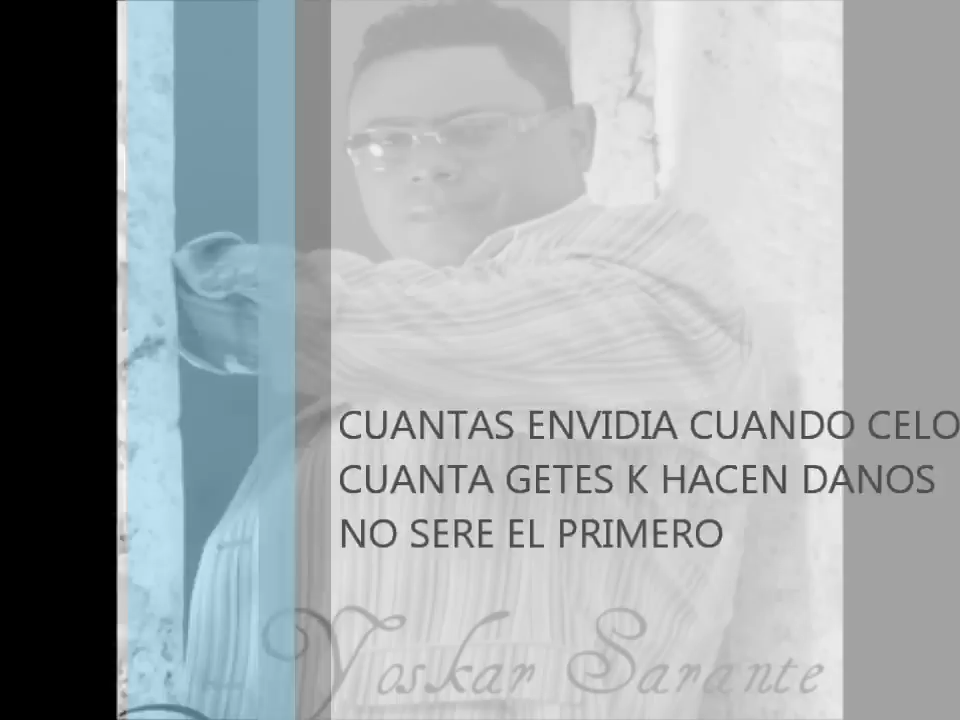 CUANTAS ENVIDIA CUANDO CELO
CUANTA GETES K HACEN DANOS
NO SERE EL PRIMERO
Yoskar Sarante